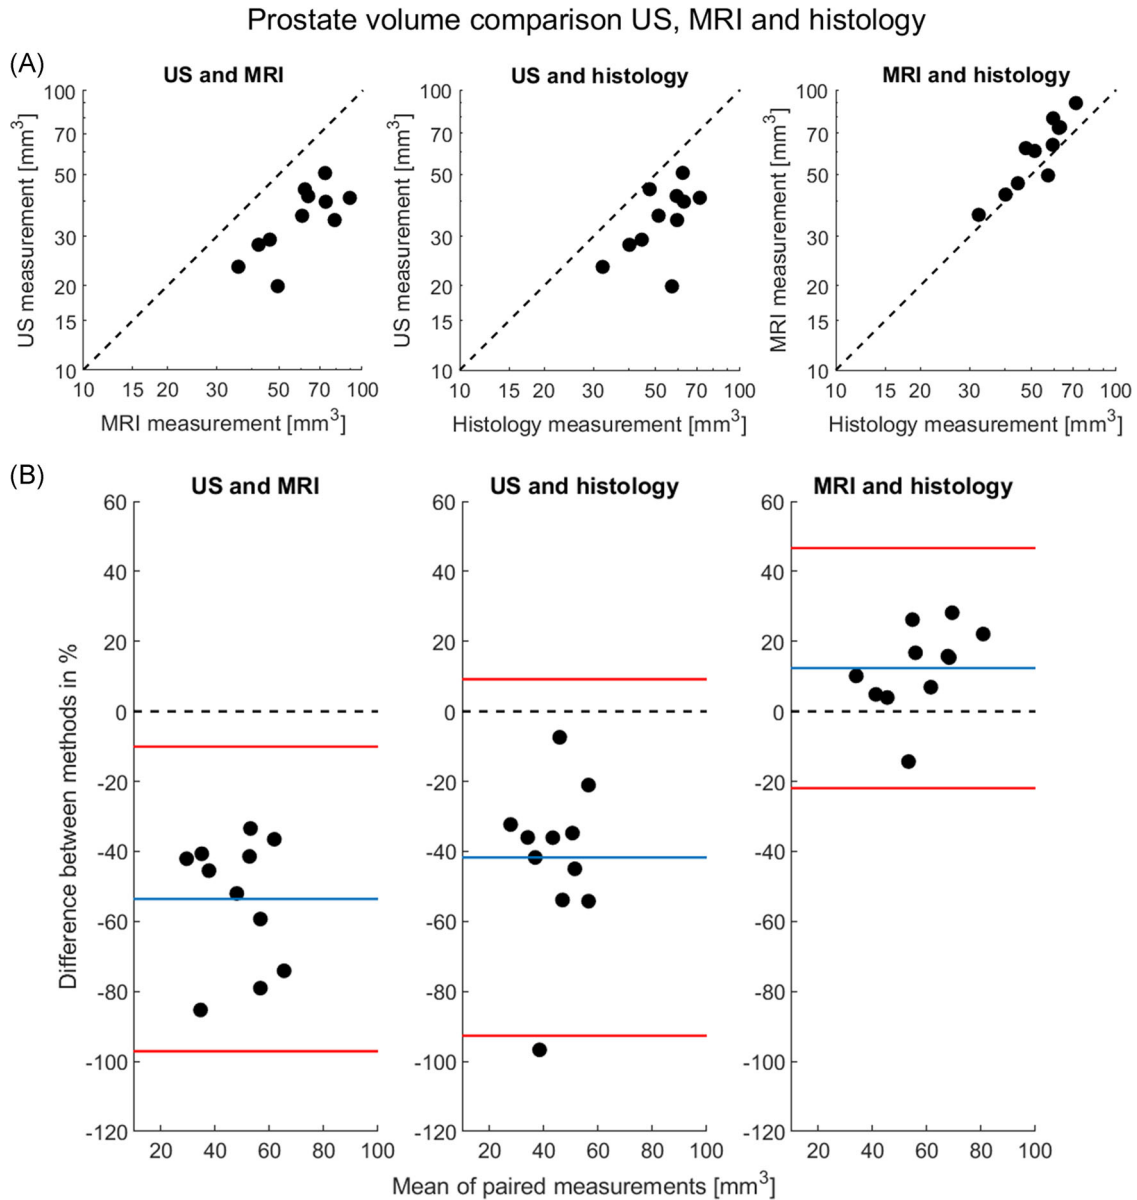 Prostate volume comparison US, MRI and histology
(A)
US and MRI
US and histology
MRI and histology
US measurement [mm³]
100
70
50
30
20
15
10
10 15 20 30 50 70 100
MRI measurement [mm³]
US measurement [mm³]
100
70
50
30
20
15
10
10 15 20 30 50 70 100
Histology measurement [mm³]
MRI measurement [mm³]
100
70
50
30
20
15
10
10 15 20 30 50 70 100
Histology measurement [mm³]
(B)
US and MRI
US and histology
MRI and histology
Difference between methods in %
60
40
20
0
-20
-40
-60
-80
-100
-120
20 40 60 80 100
60
40
20
0
-20
-40
-60
-80
-100
-120
20 40 60 80 100
60
40
20
0
-20
-40
-60
-80
-100
-120
20 40 60 80 100
Mean of paired measurements [mm³]